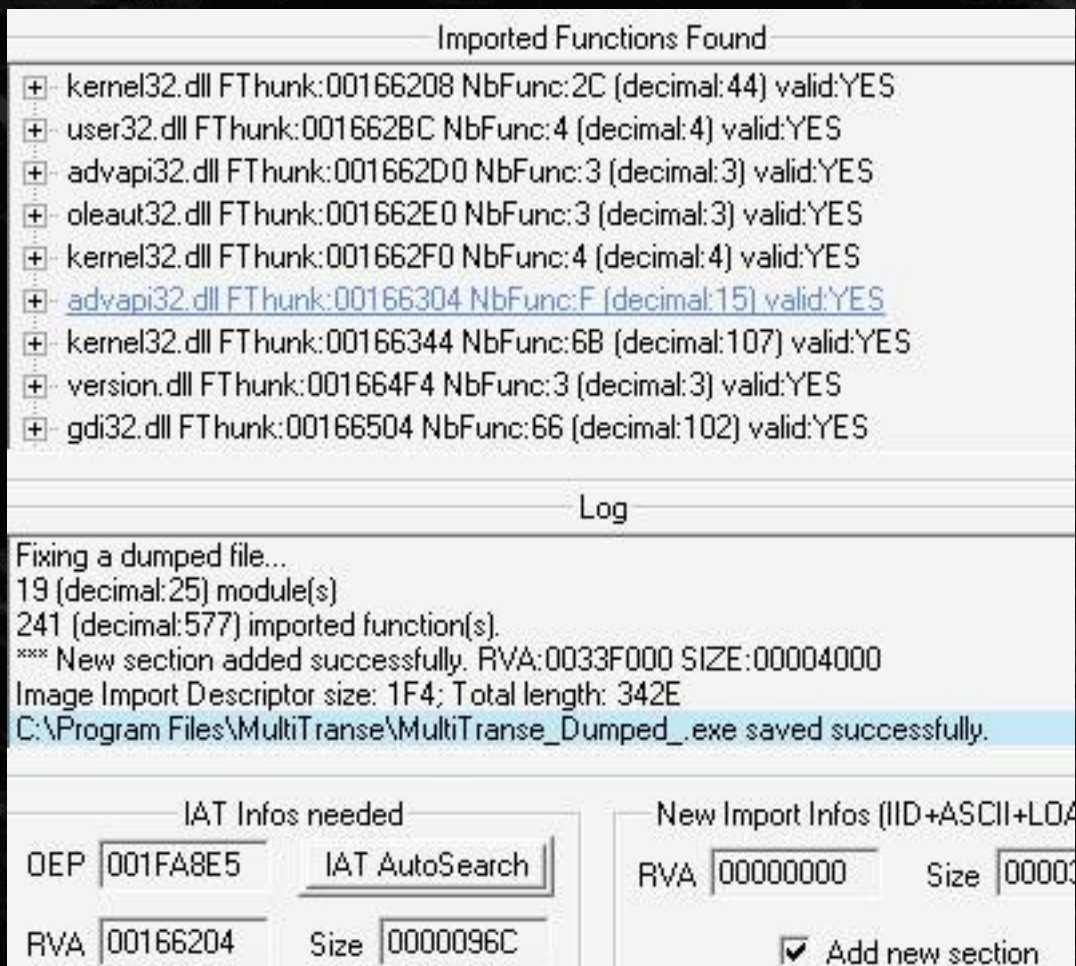 Imported Functions Found
kernel32.dll FThunk:00166208 NbFunc:2C (decimal:44) valid:YES
user32.dll FThunk:001662BC NbFunc:4 (decimal:4) valid:YES
advapi32.dll FThunk:001662D0 NbFunc:3 (decimal:3) valid:YES
oleaut32.dll FThunk:001662E0 NbFunc:3 (decimal:3) valid:YES
kernel32.dll FThunk:001662F0 NbFunc:4 (decimal:4) valid:YES
advapi32.dll FThunk:00166304 NbFunc:F (decimal:15) valid:YES
kernel32.dll FThunk:00166344 NbFunc:6B (decimal:107) valid:YES
version.dll FThunk:001664F4 NbFunc:3 (decimal:3) valid:YES
gdi32.dll FThunk:00166504 NbFunc:66 (decimal:102) valid:YES
Log
Fixing a dumped file...
19 (decimal:25) module(s)
241 (decimal:577) imported function(s).
*** New section added successfully. RVA:0033F000 SIZE:00004000
Image Import Descriptor size: 1F4; Total length: 342E
C:\Program Files\MultiTranse\MultiTranse_Dumped_.exe saved successfully.
IAT Infos needed
OEP 001FA8E5 IAT AutoSearch
RVA 00166204 Size 0000096C
New Import Infos (IID+ASCII+LOA
RVA 00000000 Size 00003
Add new section